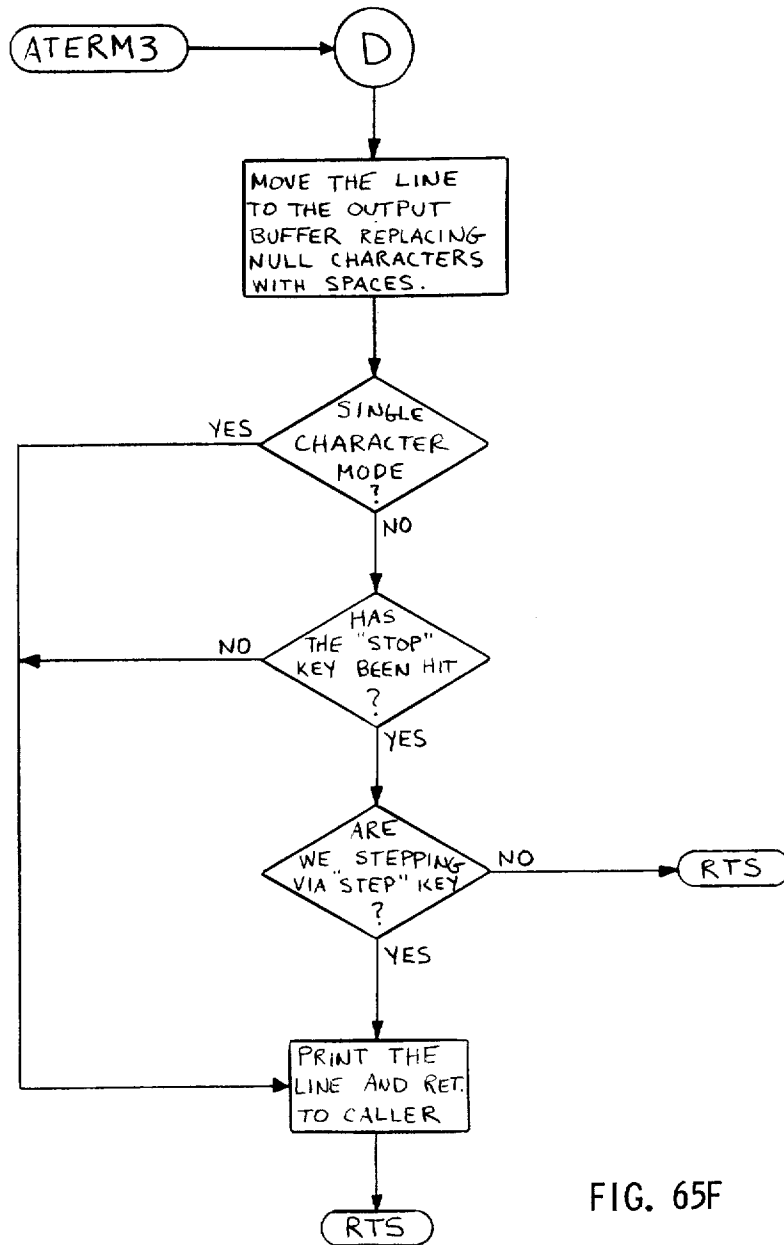 ATERM3
D
MOVE THE LINE
TO THE OUTPUT
BUFFER REPLACING
NULL CHARACTERS
WITH SPACES.
SINGLE
CHARACTER
MODE
?
YES
NO
HAS
THE "STOP"
KEY BEEN HIT
?
NO
YES
ARE
WE STEPPING
VIA "STEP" KEY
?
NO
RTS
YES
PRINT THE
LINE AND RET.
TO CALLER
RTS
FIG. 65F